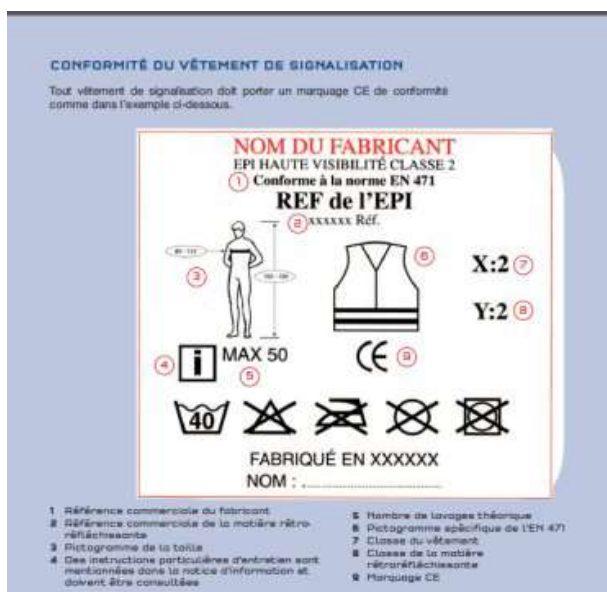 CONFORMITÉ DU VÊTEMENT DE SIGNALISATION
Tout vêtement de signalisation doit porter un marquage CE de conformité
comme dans l'example ci-dessous.
NOM DU FABRICANT
EPI HAUTE VISIBILITÉ CLASSE 2
1 Conforme à la norme EN 471
REF de l'EPI
2 xxxxxx Réf.
3
6
X:2 7
Y:2 8
4 i MAX 50
5
CE 9
40
FABRIQUÉ EN XXXXXX
NOM : ..............................
1 Référence commerciale du fabricant
2 Référence commerciale de la matière rétro-
réfléchissante
3 Pictogramme de la taille
4 Des instructions particulières d'entretien sont
mentionnées dans la notice d'information et
doivent être consultées
5 Nombre de lavages théorique
6 Pictogramme spécifique de l'EN 471
7 Classe du vêtement
8 Classe de la matière
rétroréfléchissante
9 Marquage CE